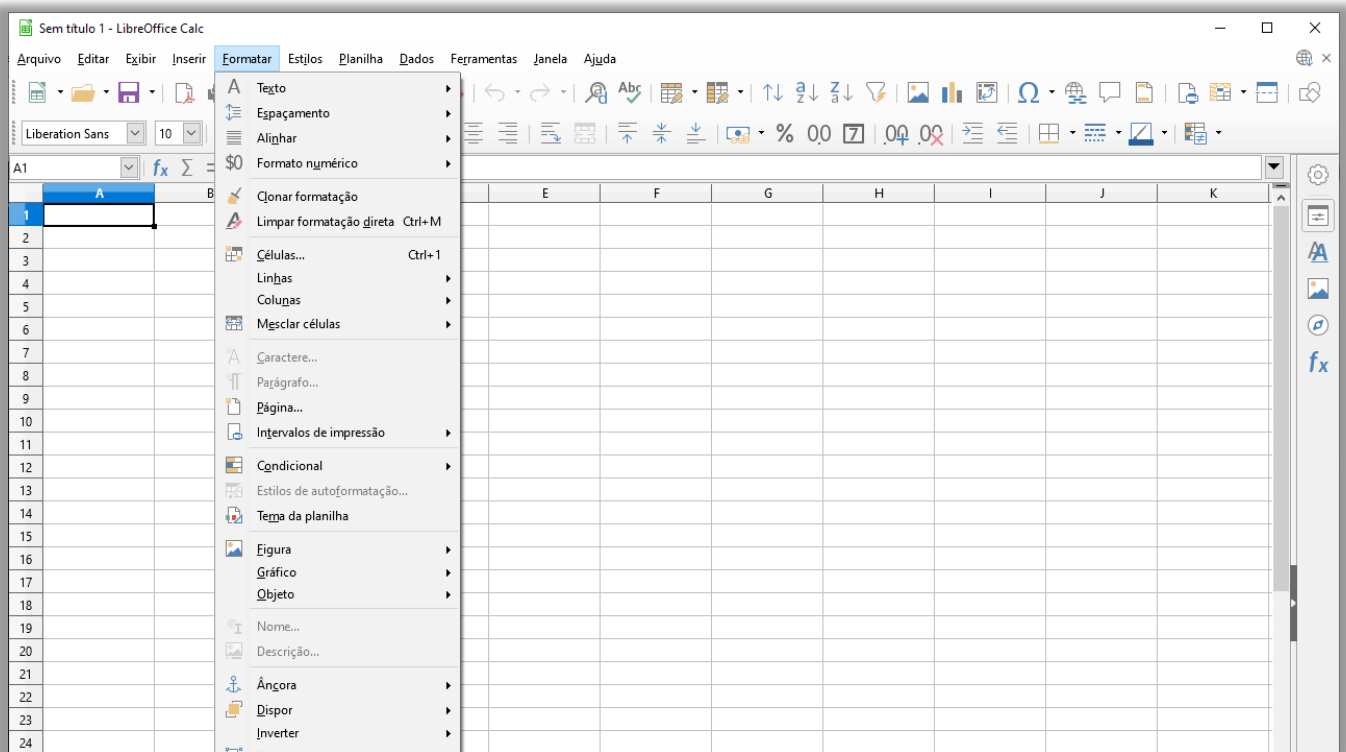 Sem título 1 - LibreOffice Calc
Arquivo Editar Exibir Inserir Formatar Estilos Planilha Dados Ferramentas Janela Ajuda
Liberation Sans 10
A1
A B E F G H I J K
Texto
Espaçamento
Alinhar
Formato numérico
Clonar formatação
Limpar formatação direta Ctrl+M
Células... Ctrl+1
Linhas
Colunas
Mesclar células
Caractere...
Parágrafo...
Página...
Intervalos de impressão
Condicional
Estilos de autoformatação...
Tema da planilha
Figura
Gráfico
Objeto
Nome...
Descrição...
Âncora
Dispor
Inverter
1
2
3
4
5
6
7
8
9
10
11
12
13
14
15
16
17
18
19
20
21
22
23
24